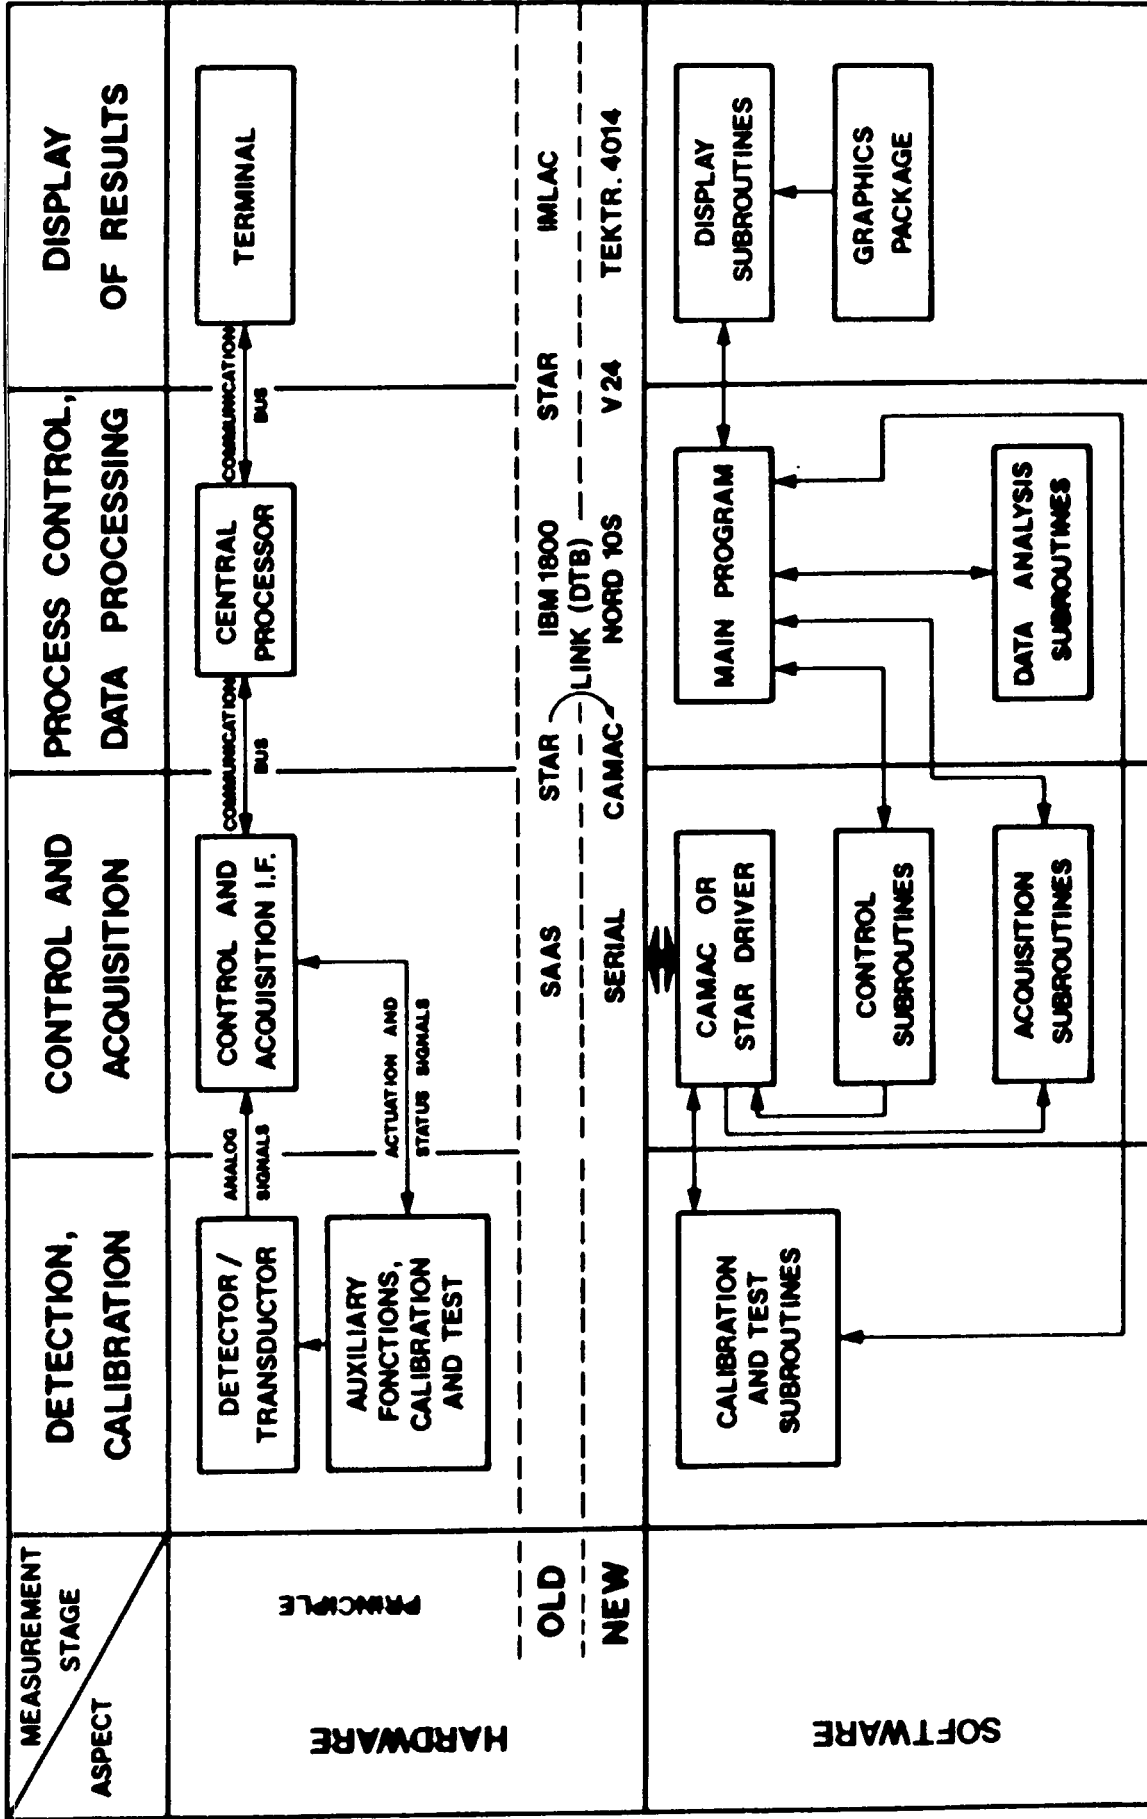 MEASUREMENT
STAGE
ASPECT
DETECTION,
CALIBRATION
CONTROL AND
ACQUISITION
PROCESS CONTROL,
DATA PROCESSING
DISPLAY
OF RESULTS
HARDWARE
PRINCIPLE
DETECTOR /
TRANSDUCTOR
ANALOG
SIGNALS
CONTROL AND
ACQUISITION I.F.
COMMUNICATION
BUS
CENTRAL
PROCESSOR
COMMUNICATION
BUS
TERMINAL
AUXILIARY
FONCTIONS,
CALIBRATION
AND TEST
ACTUATION AND
STATUS SIGNALS
OLD
SAAS
STAR
IBM 1800
STAR
IMLAC
LINK (DTB)
NEW
SERIAL
CAMAC
NORD 10S
V24
TEKTR. 4014
SOFTWARE
CALIBRATION
AND TEST
SUBROUTINES
CAMAC OR
STAR DRIVER
CONTROL
SUBROUTINES
ACQUISITION
SUBROUTINES
MAIN PROGRAM
DATA ANALYSIS
SUBROUTINES
DISPLAY
SUBROUTINES
GRAPHICS
PACKAGE